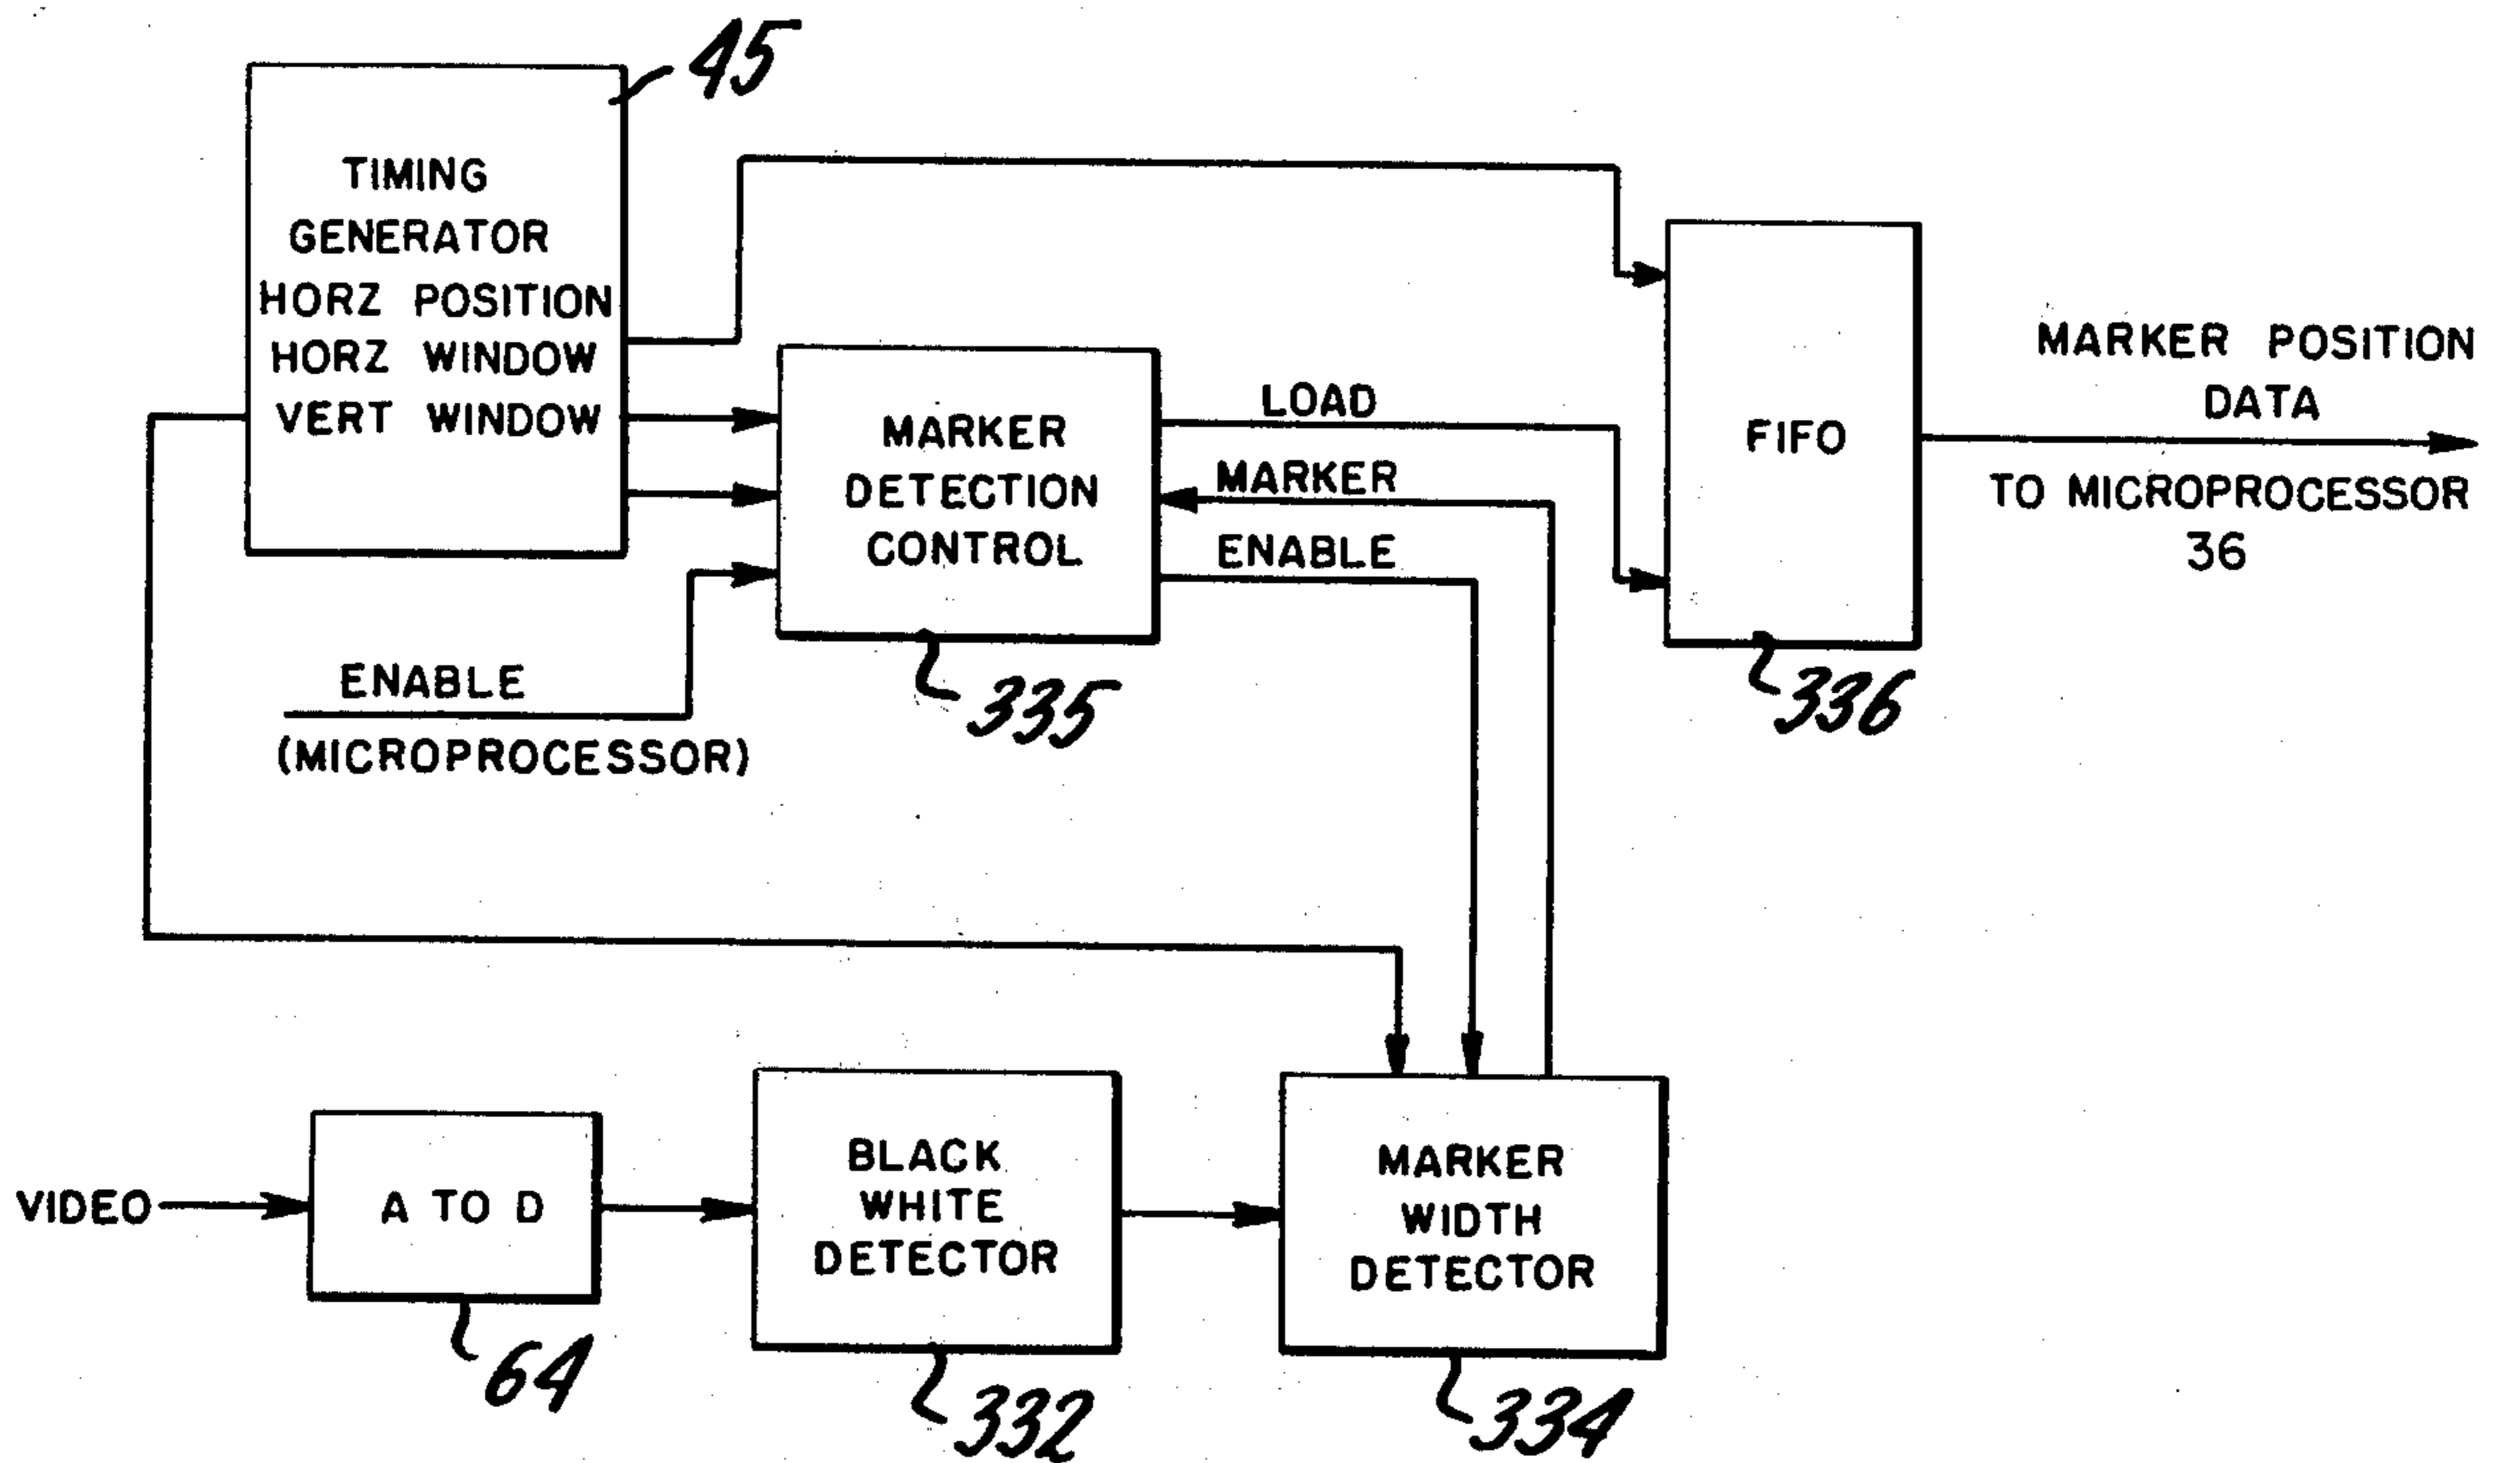 45
TIMING
GENERATOR
HORZ POSITION
HORZ WINDOW
VERT WINDOW
MARKER
DETECTION
CONTROL
335
LOAD
MARKER
ENABLE
FIFO
336
MARKER POSITION
DATA
TO MICROPROCESSOR
36
ENABLE
(MICROPROCESSOR)
VIDEO
A TO D
64
BLACK
WHITE
DETECTOR
332
MARKER
WIDTH
DETECTOR
334